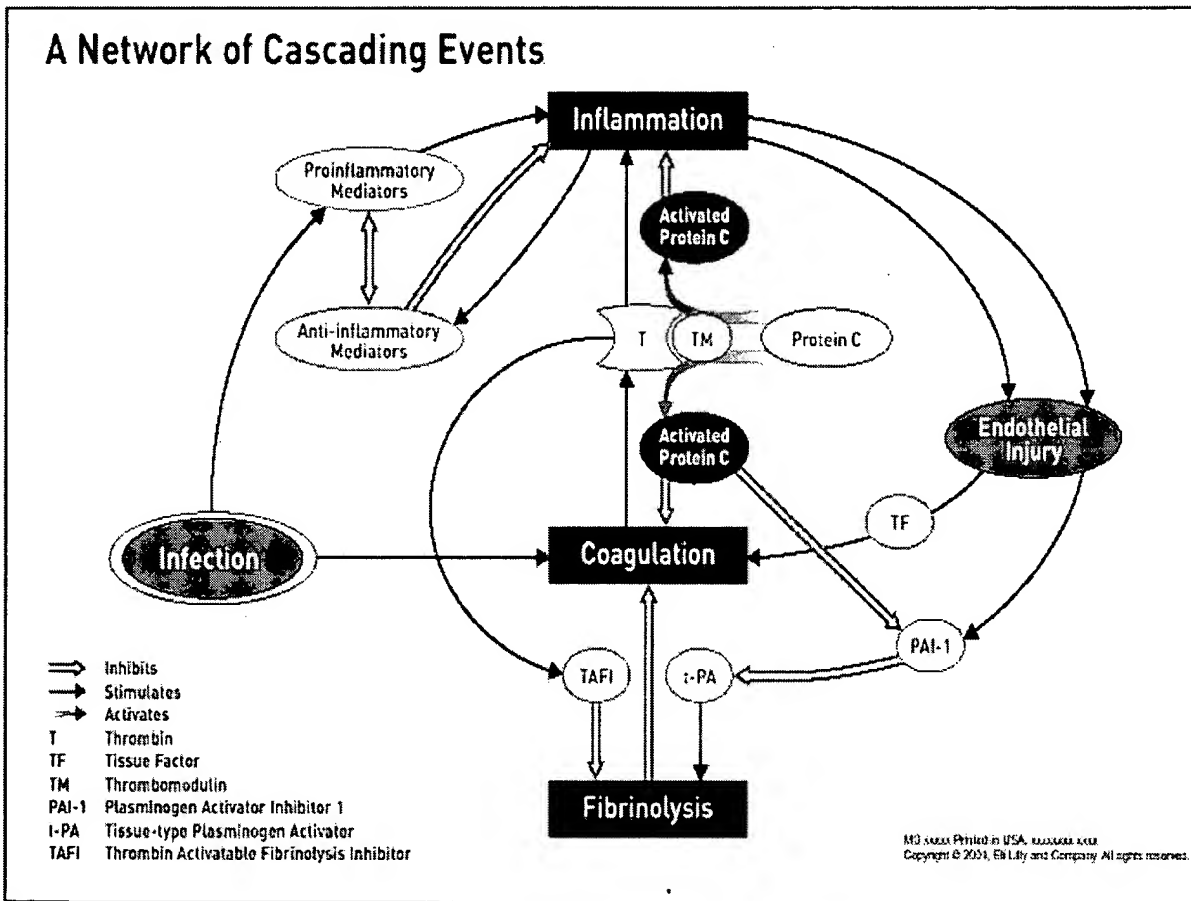 A Network of Cascading Events
Inflammation
Proinflammatory
Mediators
Activated
Protein C
Anti-inflammatory
Mediators
T
TM
Protein C
Activated
Protein C
Endothelial
Injury
TF
Infection
Coagulation
PAI-1
TAFI
t-PA
Fibrinolysis
Inhibits
Stimulates
Activates
T Thrombin
TF Tissue Factor
TM Thrombomodulin
PAI-1 Plasminogen Activator Inhibitor 1
t-PA Tissue-type Plasminogen Activator
TAFI Thrombin Activatable Fibrinolysis Inhibitor
Printed in USA,
Copyright © 2001, Eli Lilly and Company. All rights reserved.